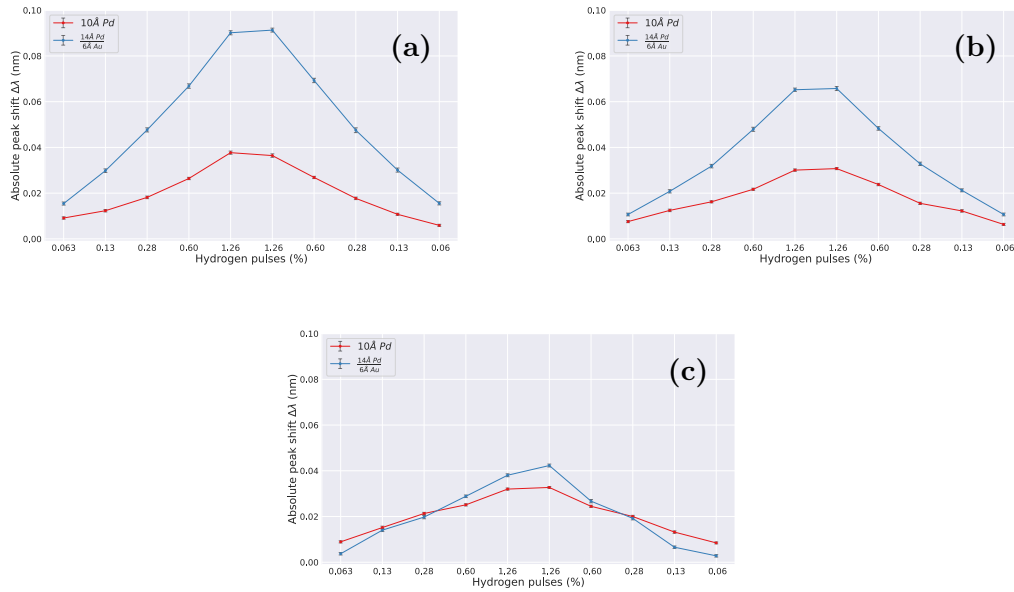 0,10
0,08
0,06
0,04
0,02
0,00
Absolute peak shift Δλ (nm)
10Å Pd
14Å Pd
6Å Au
(a)
0,063 0,13 0,28 0,60 1,26 1,26 0,60 0,28 0,13 0,06
Hydrogen pulses (%)
0,10
0,08
0,06
0,04
0,02
0,00
Absolute peak shift Δλ (nm)
10Å Pd
14Å Pd
6Å Au
(b)
0,063 0,13 0,28 0,60 1,26 1,26 0,60 0,28 0,13 0,06
Hydrogen pulses (%)
0,10
0,08
0,06
0,04
0,02
0,00
Absolute peak shift Δλ (nm)
10Å Pd
14Å Pd
6Å Au
(c)
0,063 0,13 0,28 0,60 1,26 1,26 0,60 0,28 0,13 0,06
Hydrogen pulses (%)